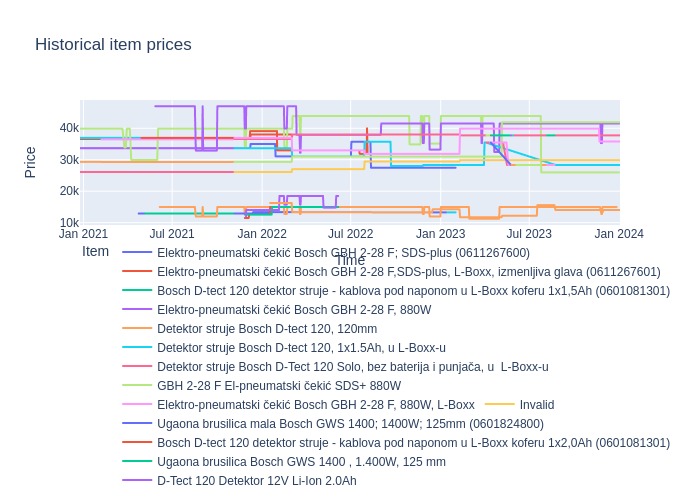 Historical item prices
Price
40k
30k
20k
10k
Jan 2021
Jul 2021
Jan 2022
Jul 2022
Jan 2023
Jul 2023
Jan 2024
Time
Item
Elektro-pneumatski čekić Bosch GBH 2-28 F; SDS-plus (0611267600)
Elektro-pneumatski čekić Bosch GBH 2-28 F,SDS-plus, L-Boxx, izmenljiva glava (0611267601)
Bosch D-tect 120 detektor struje - kablova pod naponom u L-Boxx koferu 1x1,5Ah (0601081301)
Elektro-pneumatski čekić Bosch GBH 2-28 F, 880W
Detektor struje Bosch D-tect 120, 120mm
Detektor struje Bosch D-tect 120, 1x1.5Ah, u L-Boxx-u
Detektor struje Bosch D-Tect 120 Solo, bez baterija i punjača, u L-Boxx-u
GBH 2-28 F El-pneumatski čekić SDS+ 880W
Elektro-pneumatski čekić Bosch GBH 2-28 F, 880W, L-Boxx Invalid
Ugaona brusilica mala Bosch GWS 1400; 1400W; 125mm (0601824800)
Bosch D-tect 120 detektor struje - kablova pod naponom u L-Boxx koferu 1x2,0Ah (0601081301)
Ugaona brusilica Bosch GWS 1400 , 1.400W, 125 mm
D-Tect 120 Detektor 12V Li-Ion 2.0Ah